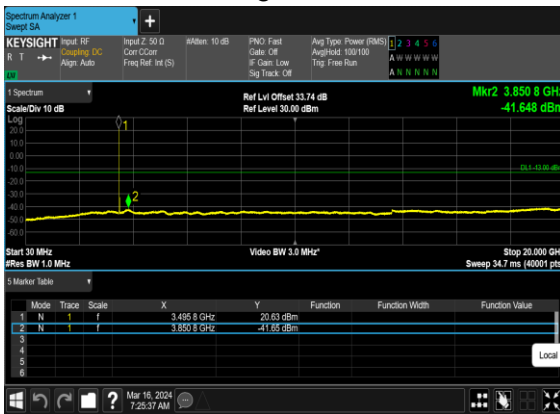 Spectrum Analyzer 1
Swept SA
KEYSIGHT Input: RF Input Z: 50 Ω #Atten: 10 dB PNO: Fast Avg Type: Power (RMS) 1 2 3 4 5 6
R T Coupling: DC Corr CCorr Gate: Off Avg|Hold: 100/100 A W W W W W
Align: Auto Freq Ref: Int (S) IF Gain: Low Trig: Free Run
Sig Track: Off A N N N N N
LV
1 Spectrum Ref Lvl Offset 33.74 dB Mkr2 3.850 8 GHz
Scale/Div 10 dB Ref Level 30.00 dBm -41.648 dBm
Log
20.0
10.0
0.00
-10.0
-20.0
-30.0
-40.0
-50.0
-60.0
1
2
DL1 -13.00 dBm
Start 30 MHz Video BW 3.0 MHz* Stop 20.000 GHz
#Res BW 1.0 MHz Sweep 34.7 ms (40001 pts)
5 Marker Table
Mode Trace Scale X Y Function Function Width Function Value
1 N 1 f 3.495 8 GHz 20.63 dBm
2 N 1 f 3.850 8 GHz -41.65 dBm
3
4
5
6
Local
? Mar 16, 2024
7:25:37 AM